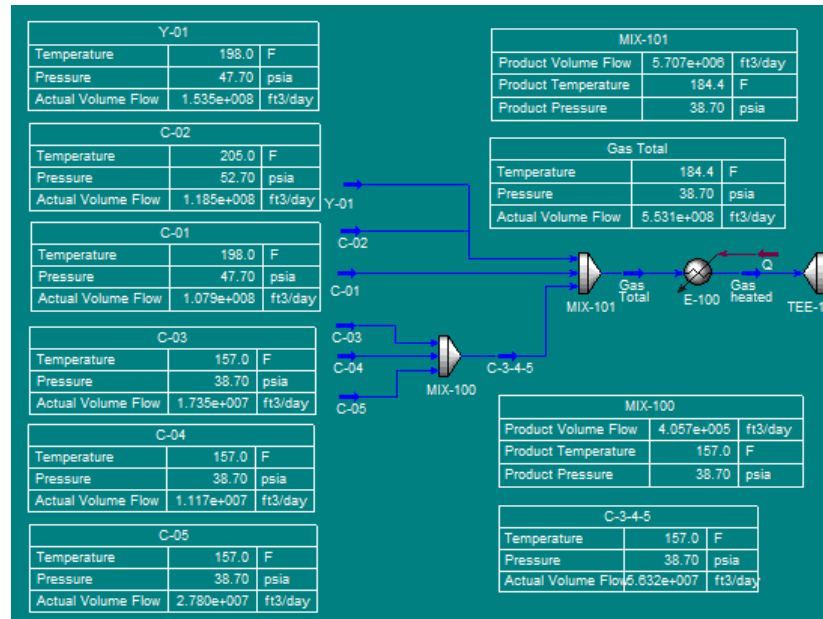 Y-01
Temperature 198.0 F
Pressure 47.70 psia
Actual Volume Flow 1.535e+008 ft3/day
C-02
Temperature 205.0 F
Pressure 52.70 psia
Actual Volume Flow 1.185e+008 ft3/day
C-01
Temperature 198.0 F
Pressure 47.70 psia
Actual Volume Flow 1.079e+008 ft3/day
C-03
Temperature 157.0 F
Pressure 38.70 psia
Actual Volume Flow 1.735e+007 ft3/day
C-04
Temperature 157.0 F
Pressure 38.70 psia
Actual Volume Flow 1.117e+007 ft3/day
C-05
Temperature 157.0 F
Pressure 38.70 psia
Actual Volume Flow 2.780e+007 ft3/day
MIX-101
Product Volume Flow 5.707e+006 ft3/day
Product Temperature 184.4 F
Product Pressure 38.70 psia
Gas Total
Temperature 184.4 F
Pressure 38.70 psia
Actual Volume Flow 5.531e+008 ft3/day
Y-01
C-02
C-01
C-03
C-04
C-05
MIX-100
C-3-4-5
MIX-101
Gas
Total
E-100
Q
Gas
heated
TEE-1
MIX-100
Product Volume Flow 4.057e+005 ft3/day
Product Temperature 157.0 F
Product Pressure 38.70 psia
C-3-4-5
Temperature 157.0 F
Pressure 38.70 psia
Actual Volume Flow 5.632e+007 ft3/day